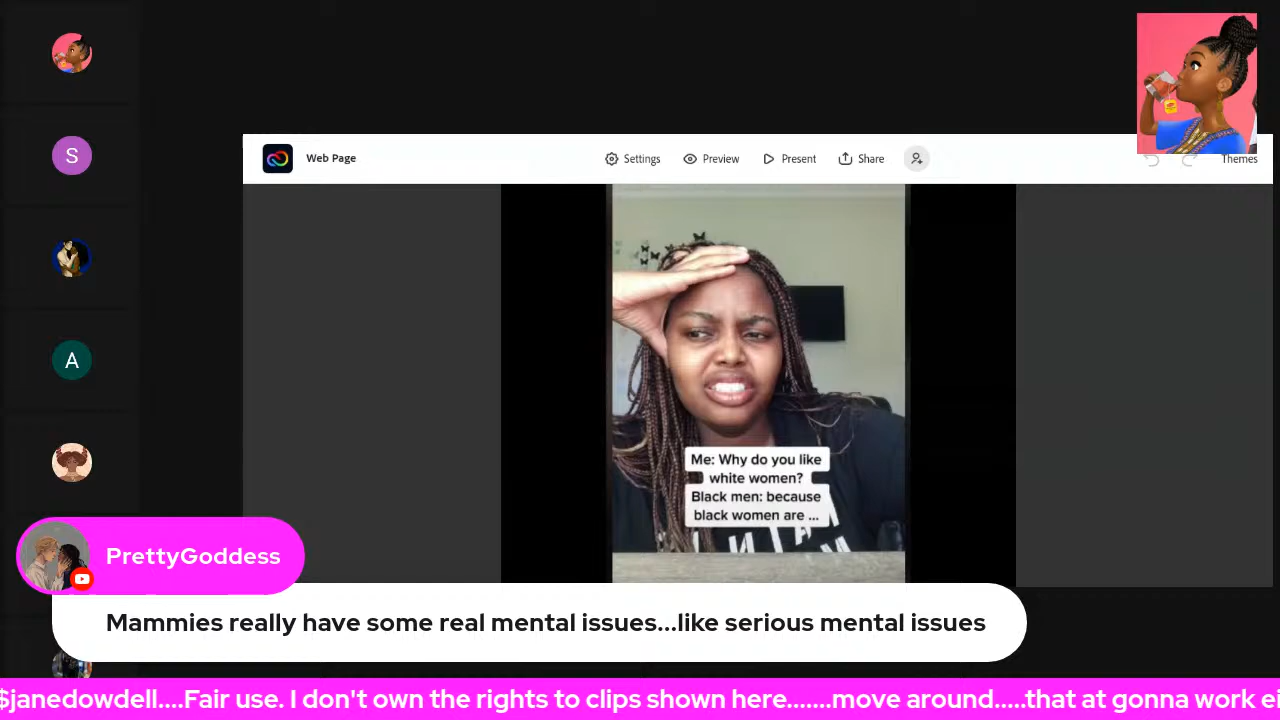 S
Web Page
Settings
Preview
Present
Share
Themes
A
Me: Why do you like
white women?
Black men: because
black women are ...
PrettyGoddess
Mammies really have some real mental issues...like serious mental issues
$janedowdell....Fair use. I don't own the rights to clips shown here.......move around.....that at gonna work ei